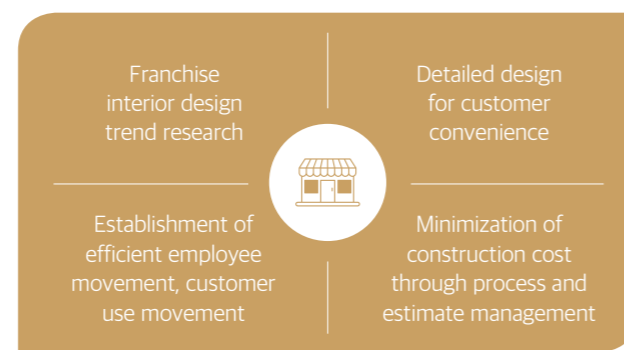 Franchise
interior design
trend research
Detailed design
for customer
convenience
Establishment of
efficient employee
movement, customer
use movement
Minimization of
construction cost
through process and
estimate management